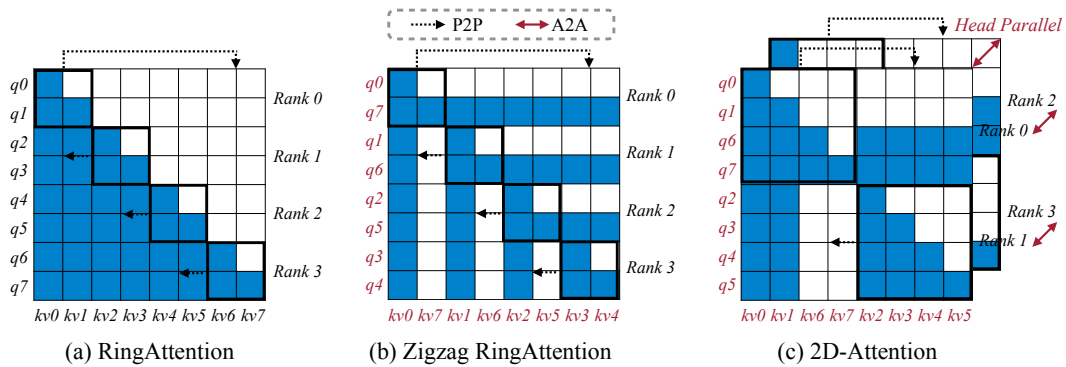 P2P
A2A
q0
q1
q2
q3
q4
q5
q6
q7
Rank 0
Rank 1
Rank 2
Rank 3
kv0 kv1 kv2 kv3 kv4 kv5 kv6 kv7
(a) RingAttention
q0
q7
q1
q6
q2
q5
q3
q4
Rank 0
Rank 1
Rank 2
Rank 3
kv0 kv7 kv1 kv6 kv2 kv5 kv3 kv4
(b) Zigzag RingAttention
Head Parallel
q0
q1
q6
q7
q2
q3
q4
q5
Rank 2
Rank 0
Rank 3
Rank 1
kv0 kv1 kv6 kv7 kv2 kv3 kv4 kv5
(c) 2D-Attention